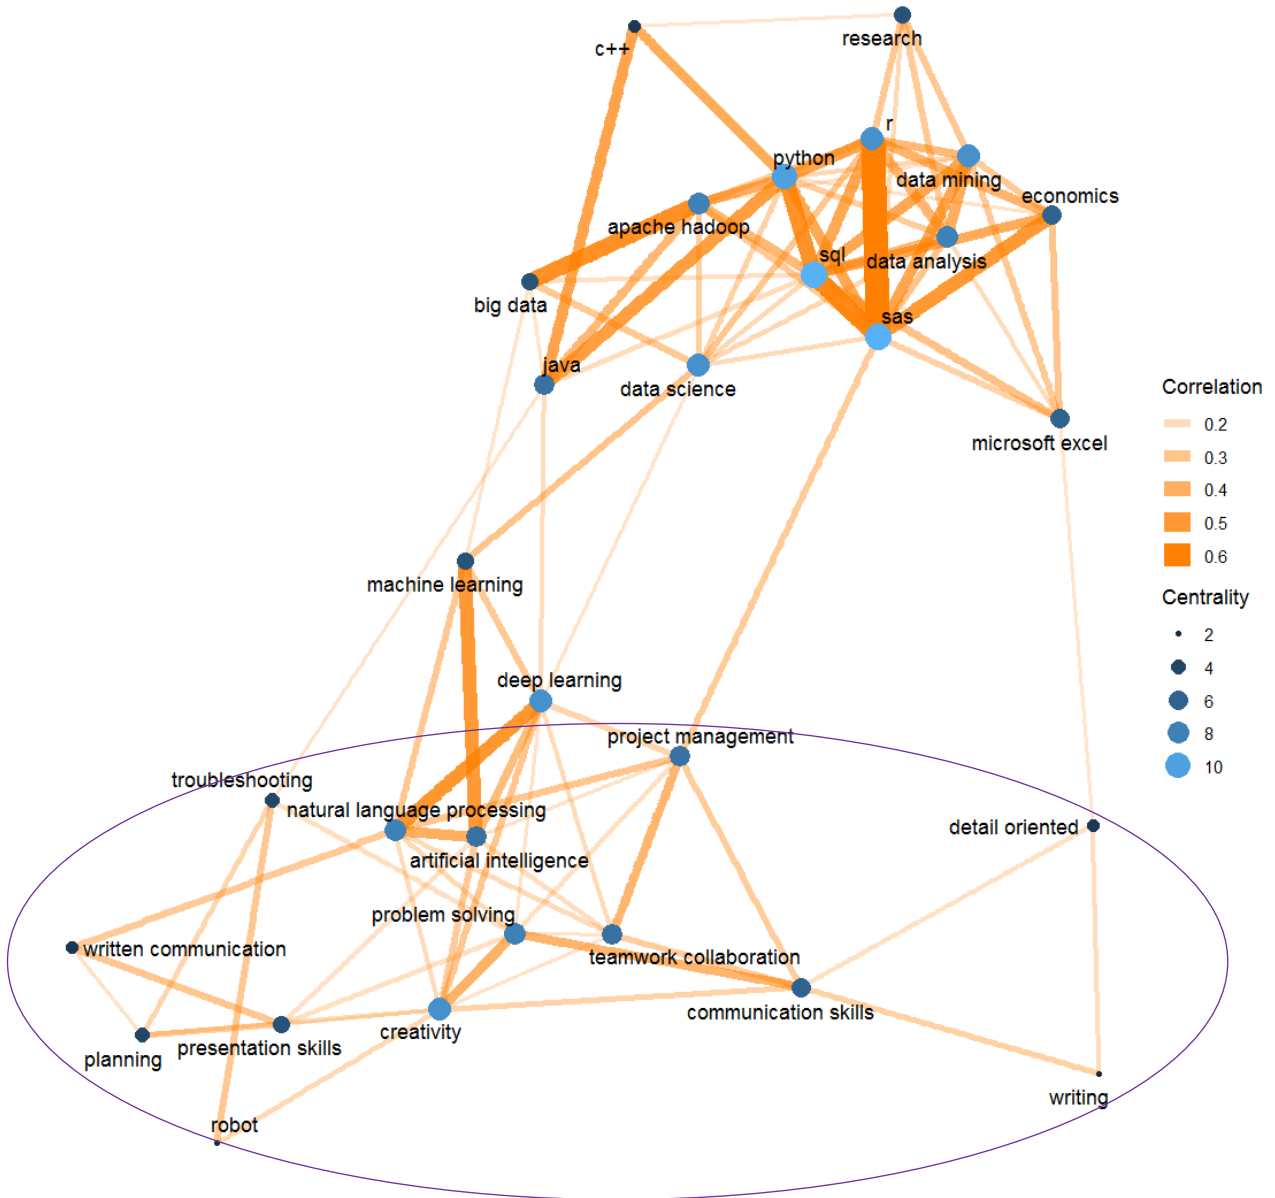 research
c++
r
python
data mining
economics
apache hadoop
sql
data analysis
big data
sas
java
data science
microsoft excel
Correlation
0.2
0.3
0.4
0.5
0.6
Centrality
2
4
6
8
10
machine learning
deep learning
project management
troubleshooting
natural language processing
detail oriented
artificial intelligence
problem solving
written communication
teamwork collaboration
communication skills
creativity
presentation skills
planning
writing
robot